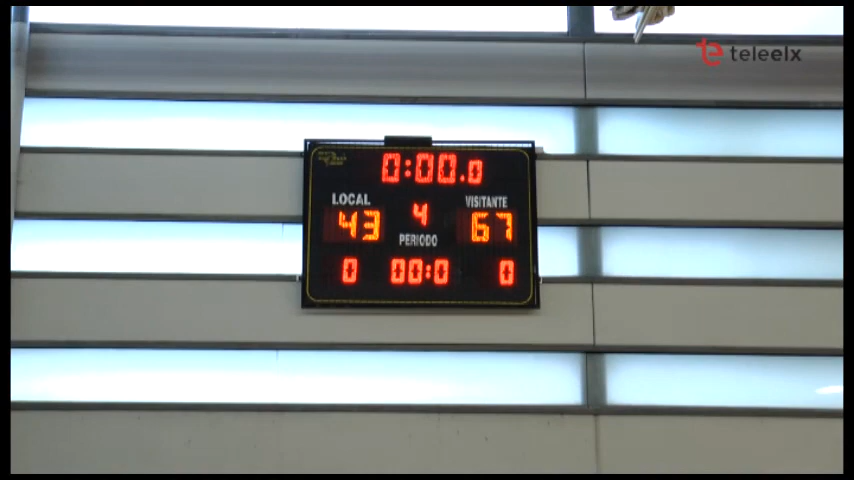 teleelx
0:00.0
LOCAL VISITANTE
43 4 67
PERIODO
0 00:0 0